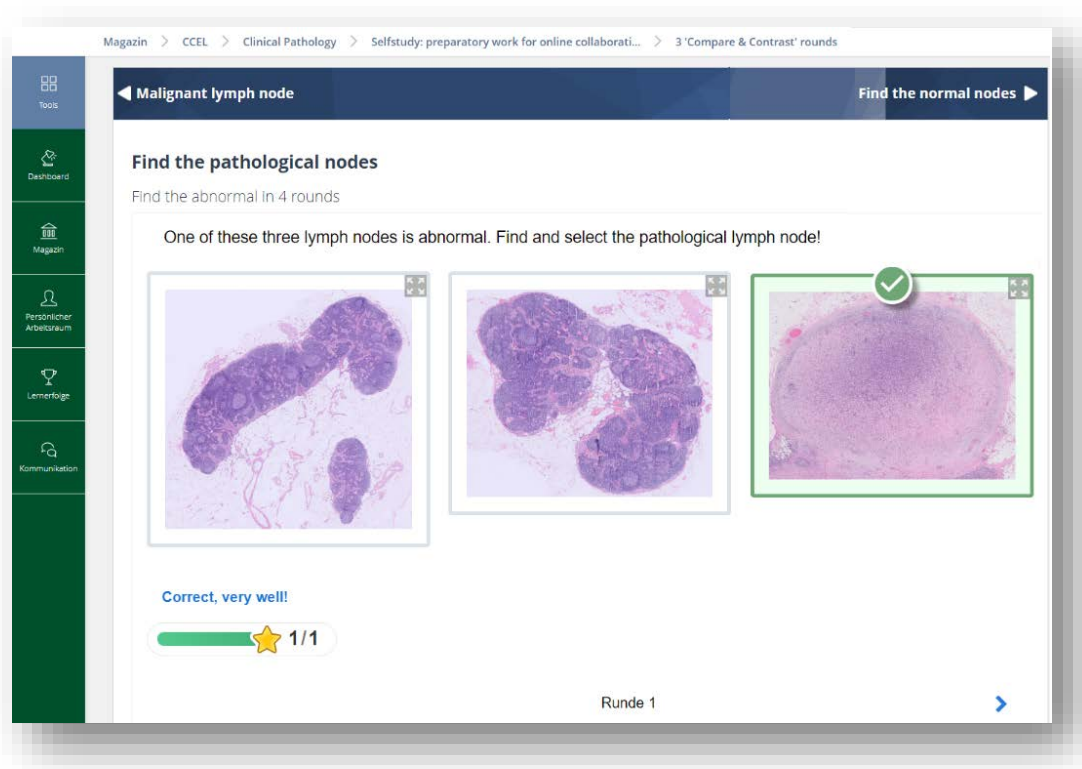 Magazin > CCEL > Clinical Pathology > Selfstudy: preparatory work for online collaborati... > 3 'Compare & Contrast' rounds
Tools
Dashboard
Magazin
Persönlicher
Arbeitsraum
Lernerfolge
Kommunikation
Malignant lymph node
Find the normal nodes
Find the pathological nodes
Find the abnormal in 4 rounds
One of these three lymph nodes is abnormal. Find and select the pathological lymph node!
Correct, very well!
1/1
Runde 1